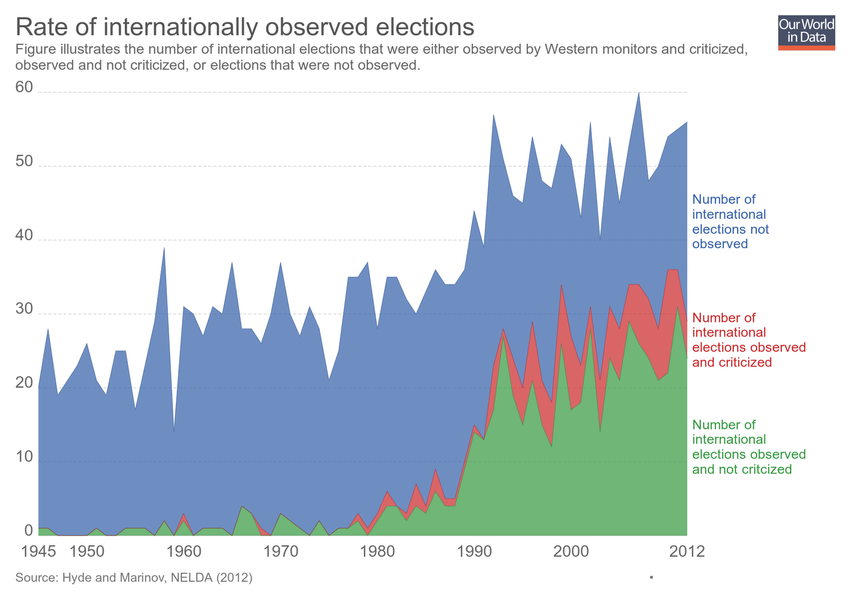 Rate of internationally observed elections
Our World
in Data
Figure illustrates the number of international elections that were either observed by Western monitors and criticized,
observed and not criticized, or elections that were not observed.
60
50
40
30
20
10
0
Number of
international
elections not
observed
Number of
international
elections observed
and criticized
Number of
international
elections observed
and not critcized
1945 1950 1960 1970 1980 1990 2000 2012
Source: Hyde and Marinov, NELDA (2012)